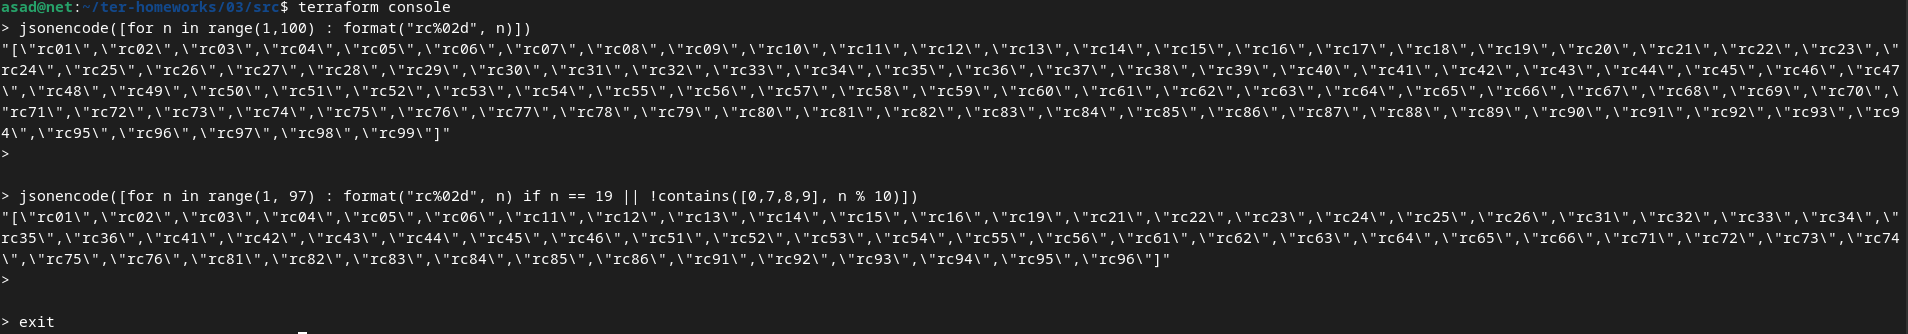 asad@net:~/ter-homeworks/03/src$ terraform console
> jsonencode([for n in range(1,100) : format("rc%02d", n)])
"[\"rc01\",\"rc02\",\"rc03\",\"rc04\",\"rc05\",\"rc06\",\"rc07\",\"rc08\",\"rc09\",\"rc10\",\"rc11\",\"rc12\",\"rc13\",\"rc14\",\"rc15\",\"rc16\",\"rc17\",\"rc18\",\"rc19\",\"rc20\",\"rc21\",\"rc22\",\"rc23\",\"
rc24\",\"rc25\",\"rc26\",\"rc27\",\"rc28\",\"rc29\",\"rc30\",\"rc31\",\"rc32\",\"rc33\",\"rc34\",\"rc35\",\"rc36\",\"rc37\",\"rc38\",\"rc39\",\"rc40\",\"rc41\",\"rc42\",\"rc43\",\"rc44\",\"rc45\",\"rc46\",\"rc47
\",\"rc48\",\"rc49\",\"rc50\",\"rc51\",\"rc52\",\"rc53\",\"rc54\",\"rc55\",\"rc56\",\"rc57\",\"rc58\",\"rc59\",\"rc60\",\"rc61\",\"rc62\",\"rc63\",\"rc64\",\"rc65\",\"rc66\",\"rc67\",\"rc68\",\"rc69\",\"rc70\",\
"rc71\",\"rc72\",\"rc73\",\"rc74\",\"rc75\",\"rc76\",\"rc77\",\"rc78\",\"rc79\",\"rc80\",\"rc81\",\"rc82\",\"rc83\",\"rc84\",\"rc85\",\"rc86\",\"rc87\",\"rc88\",\"rc89\",\"rc90\",\"rc91\",\"rc92\",\"rc93\",\"rc9
4\",\"rc95\",\"rc96\",\"rc97\",\"rc98\",\"rc99\"]"
>
> jsonencode([for n in range(1, 97) : format("rc%02d", n) if n == 19 || !contains([0,7,8,9], n % 10)])
"[\"rc01\",\"rc02\",\"rc03\",\"rc04\",\"rc05\",\"rc06\",\"rc11\",\"rc12\",\"rc13\",\"rc14\",\"rc15\",\"rc16\",\"rc19\",\"rc21\",\"rc22\",\"rc23\",\"rc24\",\"rc25\",\"rc26\",\"rc31\",\"rc32\",\"rc33\",\"rc34\",\"
rc35\",\"rc36\",\"rc41\",\"rc42\",\"rc43\",\"rc44\",\"rc45\",\"rc46\",\"rc51\",\"rc52\",\"rc53\",\"rc54\",\"rc55\",\"rc56\",\"rc61\",\"rc62\",\"rc63\",\"rc64\",\"rc65\",\"rc66\",\"rc71\",\"rc72\",\"rc73\",\"rc74
\",\"rc75\",\"rc76\",\"rc81\",\"rc82\",\"rc83\",\"rc84\",\"rc85\",\"rc86\",\"rc91\",\"rc92\",\"rc93\",\"rc94\",\"rc95\",\"rc96\"]"
>
> exit